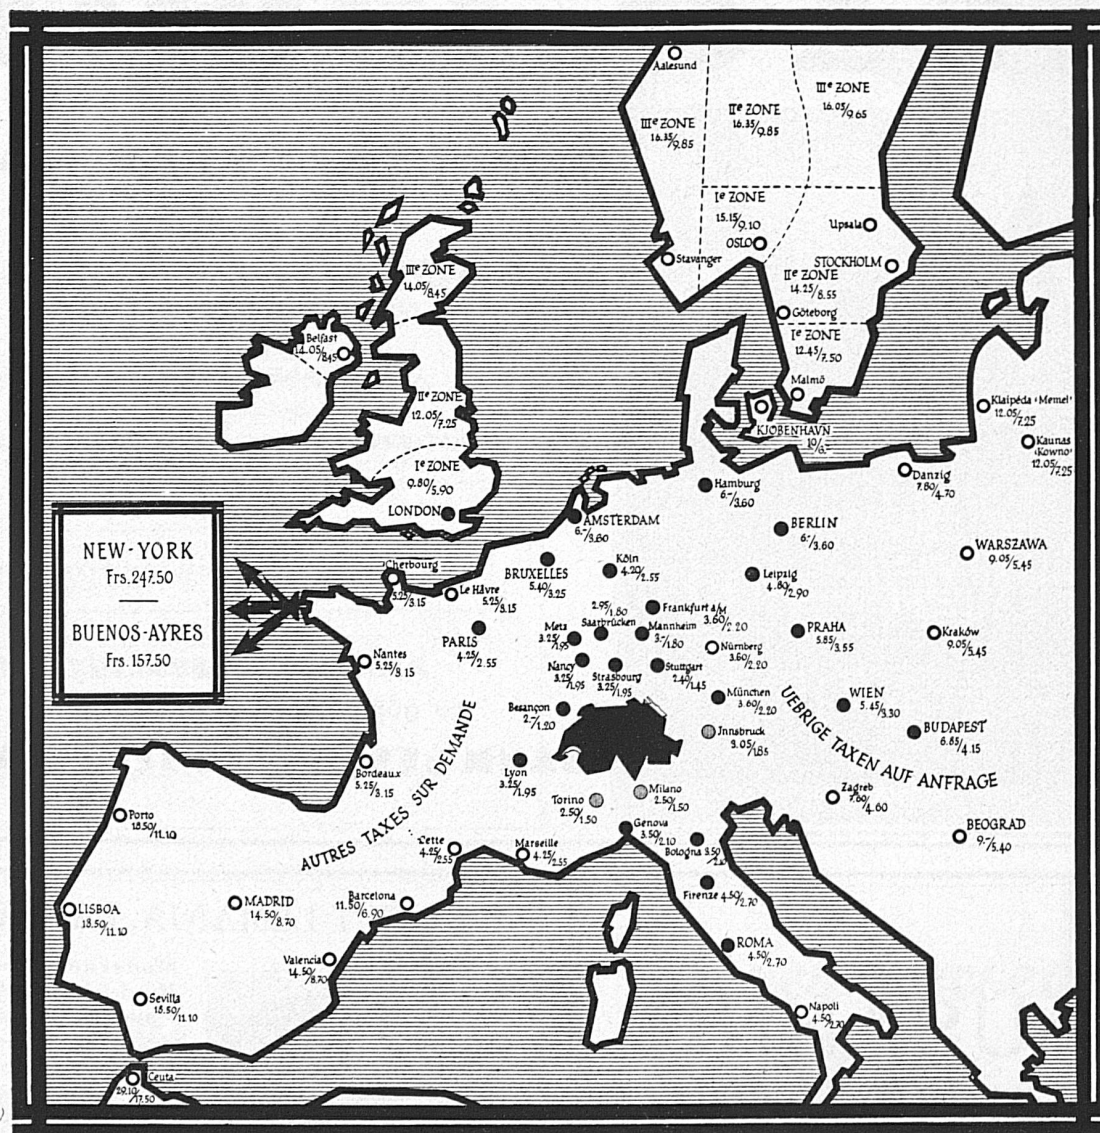 Aalesund
IIIe ZONE
16.35/9.85
IIe ZONE
16.35/9.85
IIIe ZONE
16.05/9.65
Ie ZONE
15.15/9.10
OSLO
Upsala
Stavanger
STOCKHOLM
IIe ZONE
14.25/8.55
Göteborg
Ie ZONE
12.45/7.50
Malmö
KJOBENHAVN
10/6.-
IIIe ZONE
14.05/8.45
Belfast
14.05/8.45
IIe ZONE
12.05/7.25
Ie ZONE
9.80/5.90
LONDON
Klaipéda "Memel"
12.05/7.25
Kaunas
"Kowno"
12.05/7.25
Danzig
7.80/4.70
Hamburg
6.-/3.60
AMSTERDAM
6.-/3.60
BERLIN
6.-/3.60
WARSZAWA
9.05/5.45
NEW-YORK
Frs. 247.50
BUENOS-AYRES
Frs. 157.50
Cherbourg
5.25/3.15
Le Hâvre
5.25/3.15
BRUXELLES
5.40/3.25
Köln
4.20/2.55
Leipzig
4.80/2.90
PARIS
4.25/2.55
2.95/1.80
Saarbrücken
Frankfurt a/M
3.60/2.20
Metz
3.25/1.95
Mannheim
3.-/1.80
Nürnberg
3.60/2.20
PRAHA
5.85/3.55
Kraków
9.05/5.45
Nantes
5.25/3.15
Nancy
3.25/1.95
Strasbourg
3.25/1.95
Stuttgart
2.40/1.45
München
3.60/2.20
WIEN
5.45/3.30
Besançon
2.-/1.20
Jnnsbruck
3.05/1.85
BUDAPEST
6.85/4.15
UEBRIGE TAXEN AUF ANFRAGE
Bordeaux
5.25/3.15
AUTRES TAXES SUR DEMANDE
Lyon
3.25/1.95
Torino
2.50/1.50
Milano
2.50/1.50
Zagreb
7.60/4.60
Porto
18.50/11.10
Genova
3.50/2.10
Bologna 3.50
BEOGRAD
9.-/5.40
Cette
4.25/2.55
Marseille
4.25/2.55
Firenze 4.50/2.70
LISBOA
18.50/11.10
MADRID
14.50/8.70
Barcelona
11.50/6.90
ROMA
4.50/2.70
Valencia
14.50/8.70
Sevilla
18.50/11.10
Napoli
4.50/2.70
Ceuta
29.10/17.50